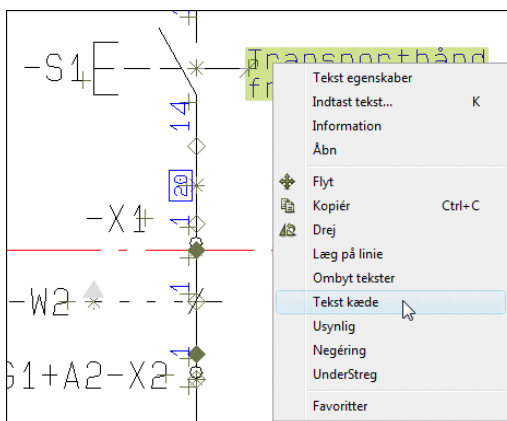 -S1
Transporthånd
fr
14
20
-X1
1
1
-W2
1
G1+A2-X2
Tekst egenskaber
Indtast tekst... K
Information
Åbn
Flyt
Kopiér Ctrl+C
Drej
Læg på linie
Ombyt tekster
Tekst kæde
Usynlig
Negéring
UnderStreg
Favoritter